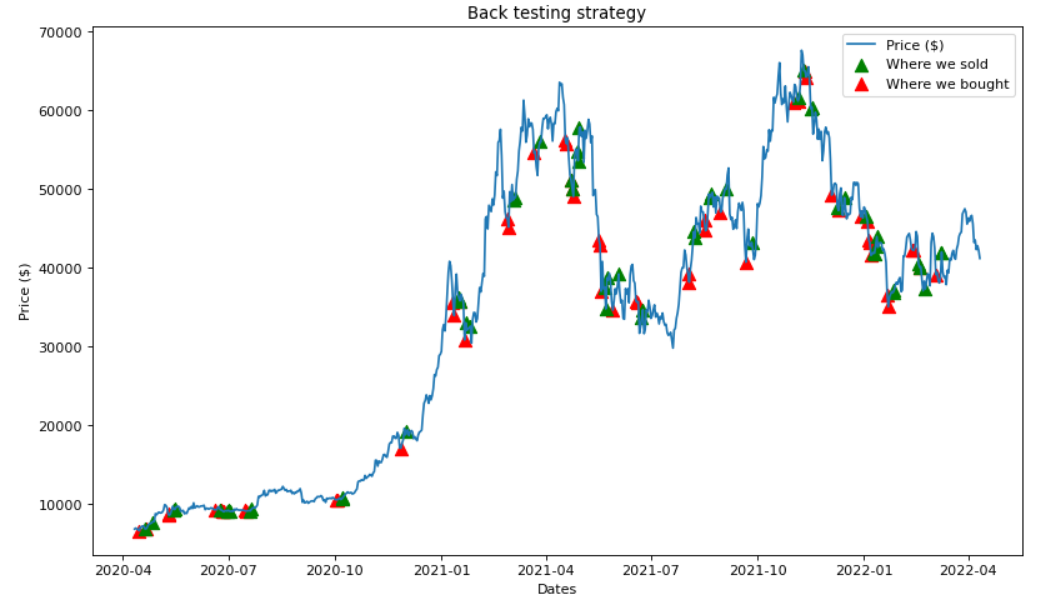 Back testing strategy
70000
60000
50000
40000
30000
20000
10000
Price ($)
Price ($)
Where we sold
Where we bought
2020-04 2020-07 2020-10 2021-01 2021-04 2021-07 2021-10 2022-01 2022-04
Dates